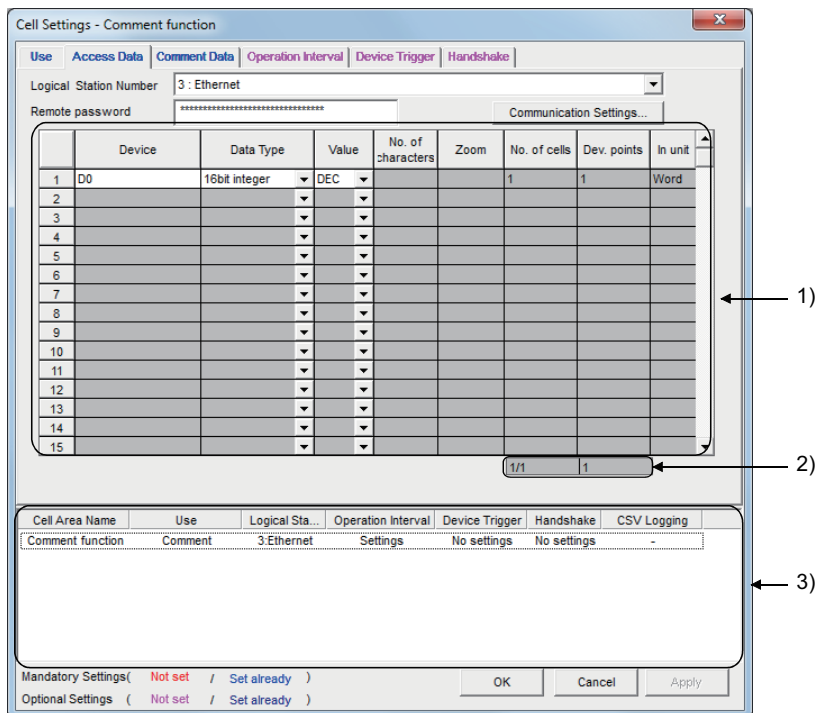 Cell Settings - Comment function
x
Use Access Data Comment Data Operation Interval Device Trigger Handshake
Logical Station Number 3 : Ethernet
Remote password ********************************
Communication Settings...
Device Data Type Value No. of characters Zoom No. of cells Dev. points In unit
1 D0 16bit integer DEC 1 1 Word
2
3
4
5
6
7
8
9
10
11
12
13
14
15
1)
1/1 1
2)
Cell Area Name Use Logical Sta... Operation Interval Device Trigger Handshake CSV Logging
Comment function Comment 3:Ethernet Settings No settings No settings -
3)
Mandatory Settings( Not set / Set already )
Optional Settings ( Not set / Set already )
OK Cancel Apply